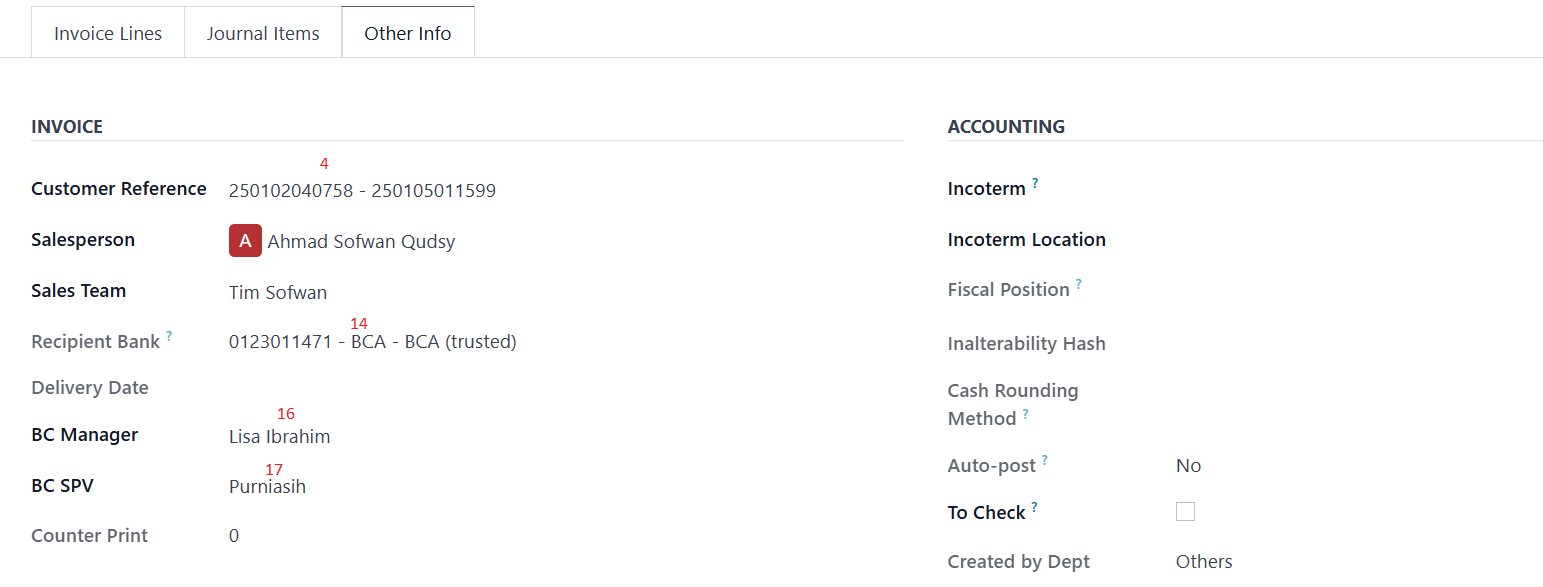 Invoice Lines Journal Items Other Info
INVOICE
4
Customer Reference 250102040758 - 250105011599
Salesperson A Ahmad Sofwan Qudsy
Sales Team Tim Sofwan
14
Recipient Bank ? 0123011471 - BCA - BCA (trusted)
Delivery Date
16
BC Manager Lisa Ibrahim
17
BC SPV Purniasih
Counter Print 0
ACCOUNTING
Incoterm ?
Incoterm Location
Fiscal Position ?
Inalterability Hash
Cash Rounding
Method ?
Auto-post ? No
To Check ?
Created by Dept Others